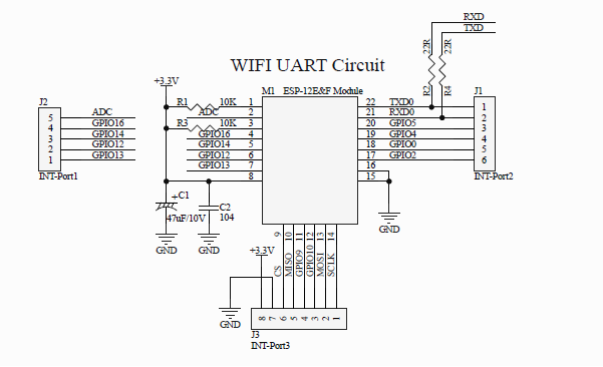 RXD
TXD
22R
22R
WIFI UART Circuit
+3.3V
R2
R4
J2
R1 10K 1
M1 ESP-12E&F Module
22 TXD0
J1
ADC 2
21 RXD0
1
5 ADC
R3 10K 3
20 GPIO5
2
4 GPIO16
GPIO16 4
19 GPIO4
3
3 GPIO14
GPIO14 5
18 GPIO0
4
2 GPIO12
GPIO12 6
17 GPIO2
5
1 GPIO13
GPIO13 7
16
6
INT-Port1
8
15
INT-Port2
+C1
47uF/10V
C2
104
GND
GND
GND
9 10 11 12 13 14
CS
MISO
GPIO9
GPIO10
MOSI
SCLK
+3.3V
GND
8 7 6 5 4 3 2 1
J3
INT-Port3